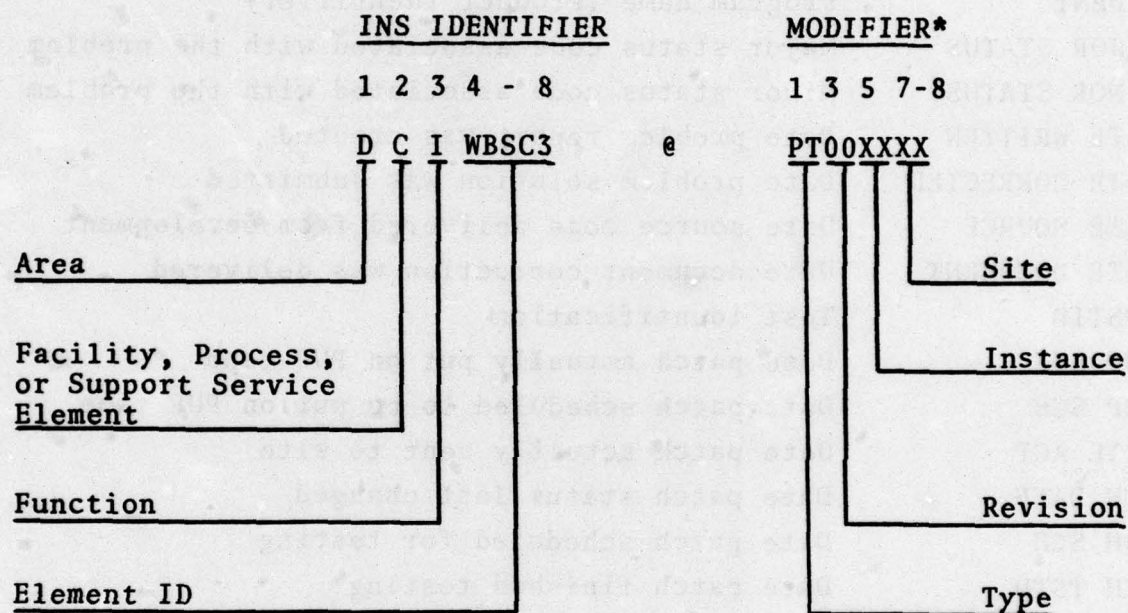 INS IDENTIFIER MODIFIER*
1 2 3 4 - 8 1 3 5 7-8
D C I WBSC3 @ PT00XXXX
Area
Site
Facility, Process,
or Support Service
Element
Instance
Function
Revision
Element ID
Type